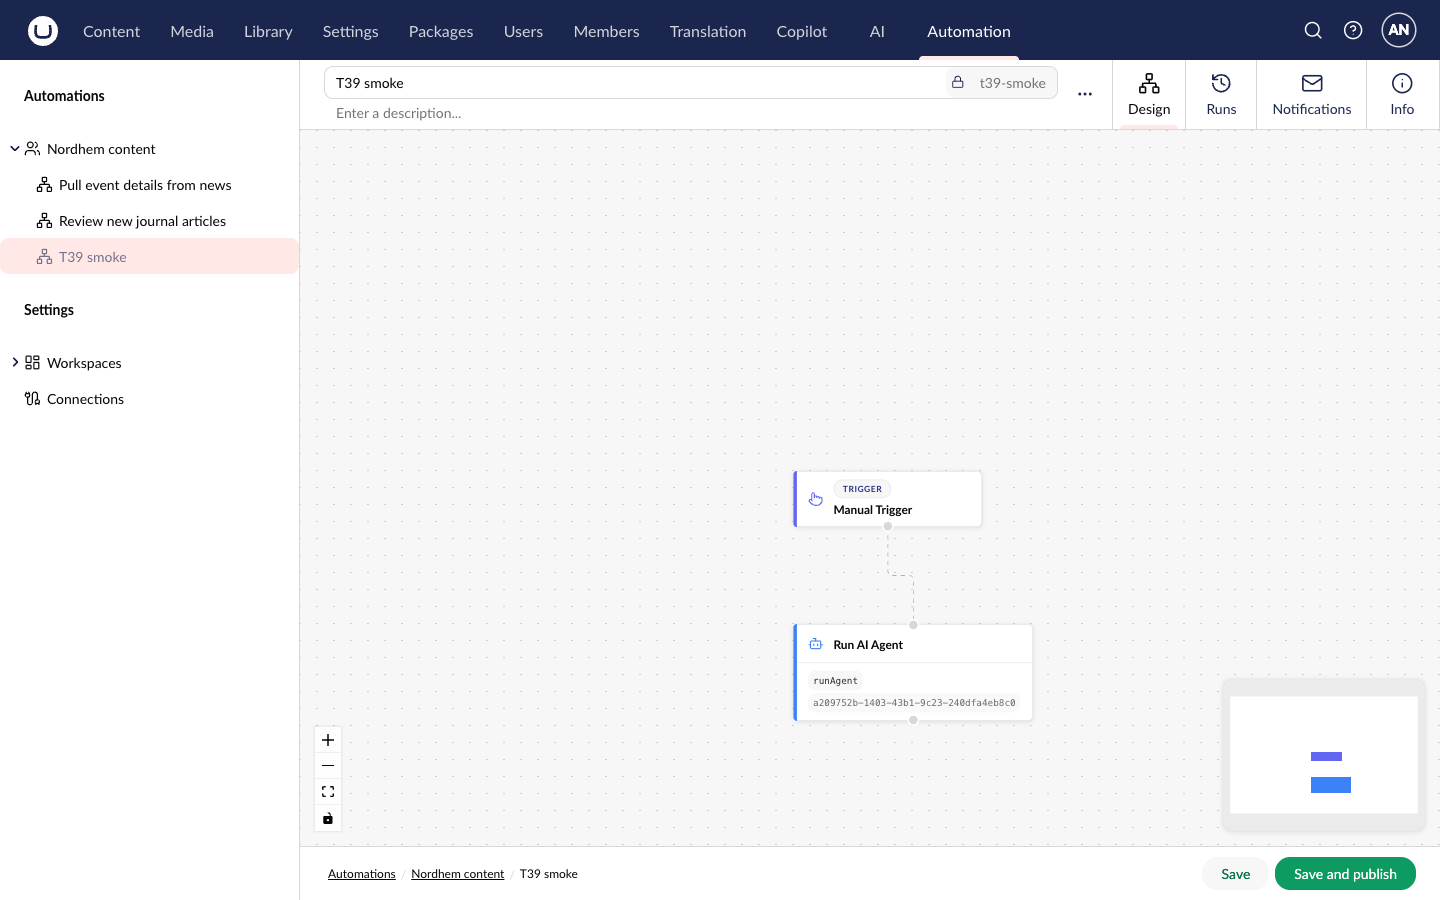 Content Media Library Settings Packages Users Members Translation Copilot AI Automation AN
Automations
Nordhem content
Pull event details from news
Review new journal articles
T39 smoke
Settings
Workspaces
Connections
T39 smoke t39-smoke
Enter a description...
Design Runs Notifications Info
TRIGGER
Manual Trigger
Run AI Agent
runAgent
a209752b-1403-43b1-9c23-240dfa4eb8c0
Automations / Nordhem content / T39 smoke
Save Save and publish